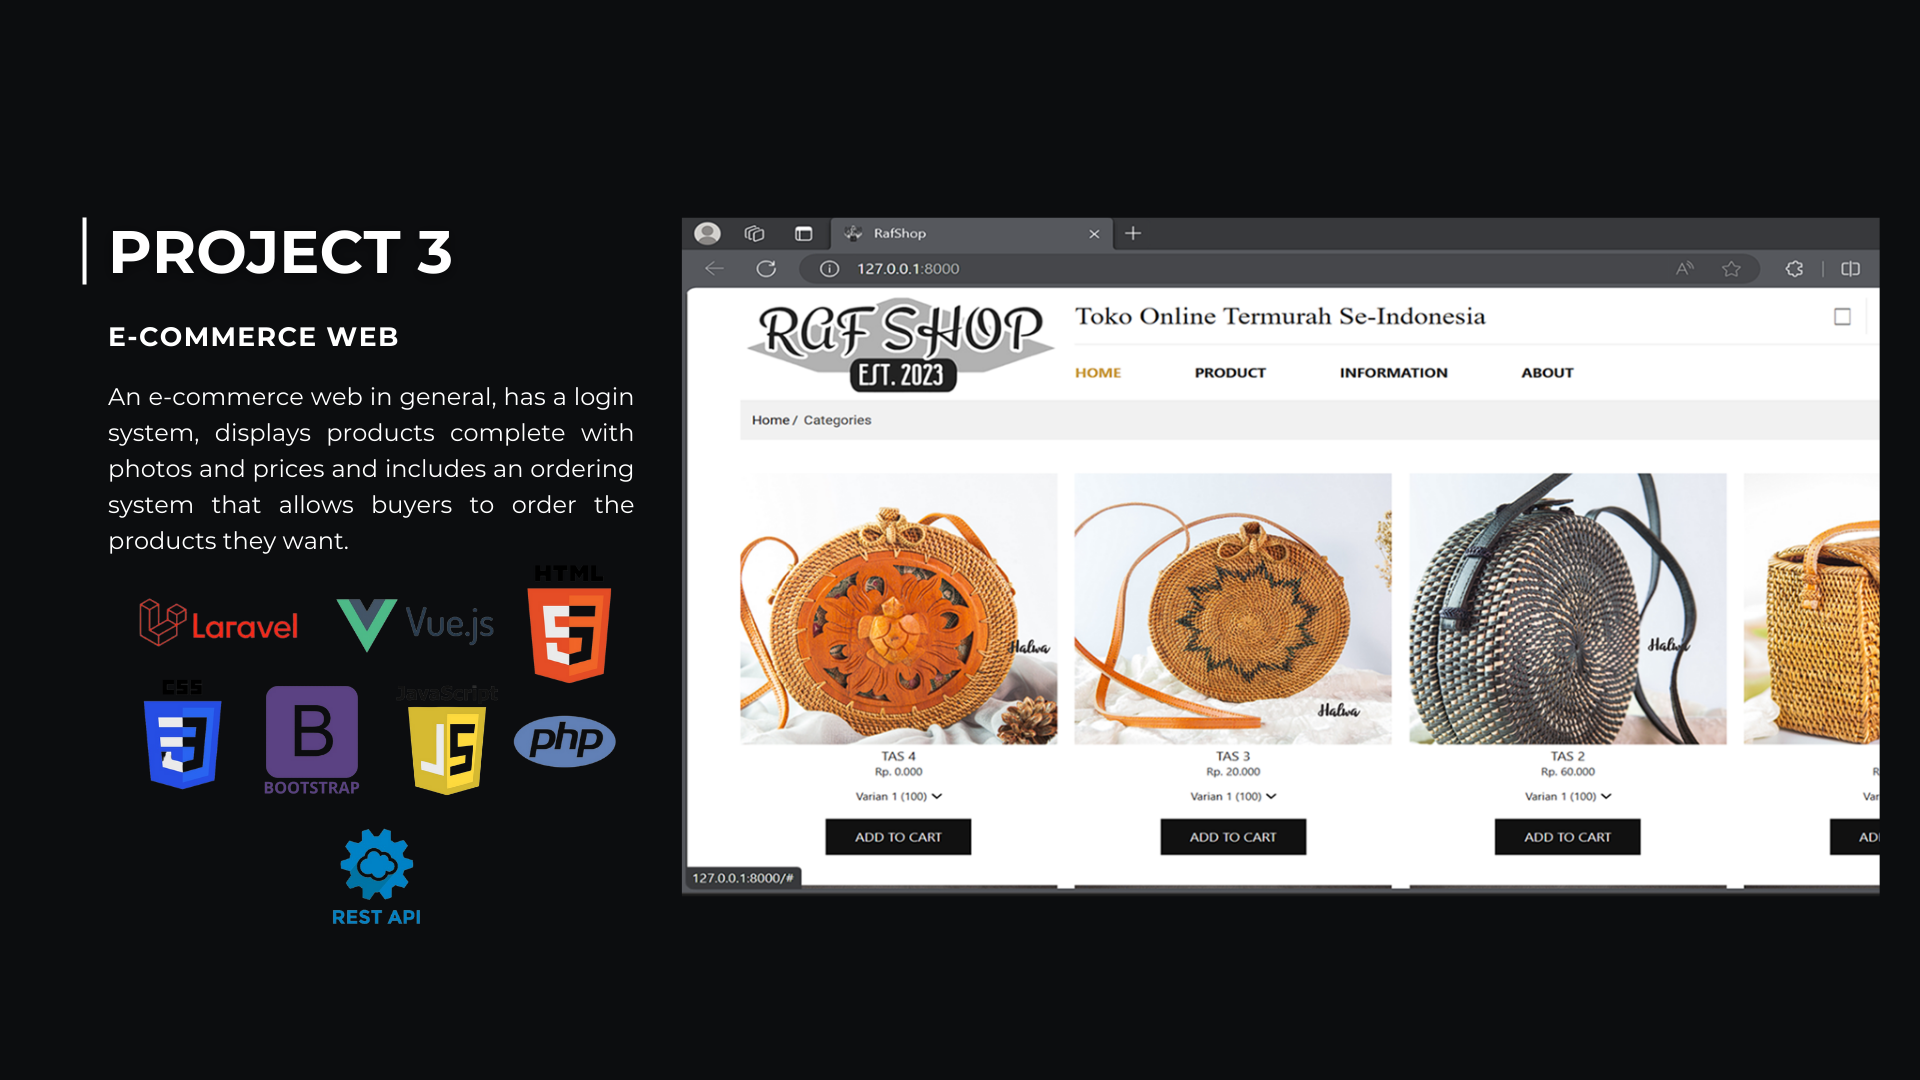 PROJECT 3
E-COMMERCE WEB
An e-commerce web in general, has a login
system, displays products complete with
photos and prices and includes an ordering
system that allows buyers to order the
products they want.
HTML
5
Laravel
Vue.js
CSS
3
B
BOOTSTRAP
JavaScript
JS
php
REST API
RafShop
127.0.0.1:8000
RAF SHOP
EST. 2023
Toko Online Termurah Se-Indonesia
HOME PRODUCT INFORMATION ABOUT
Home / Categories
Halwa Halwa Halwa
TAS 4 TAS 3 TAS 2
Rp. 0.000 Rp. 20.000 Rp. 60.000 R
Varian 1 (100) Varian 1 (100) Varian 1 (100) Var
ADD TO CART ADD TO CART ADD TO CART AD
127.0.0.1:8000/#